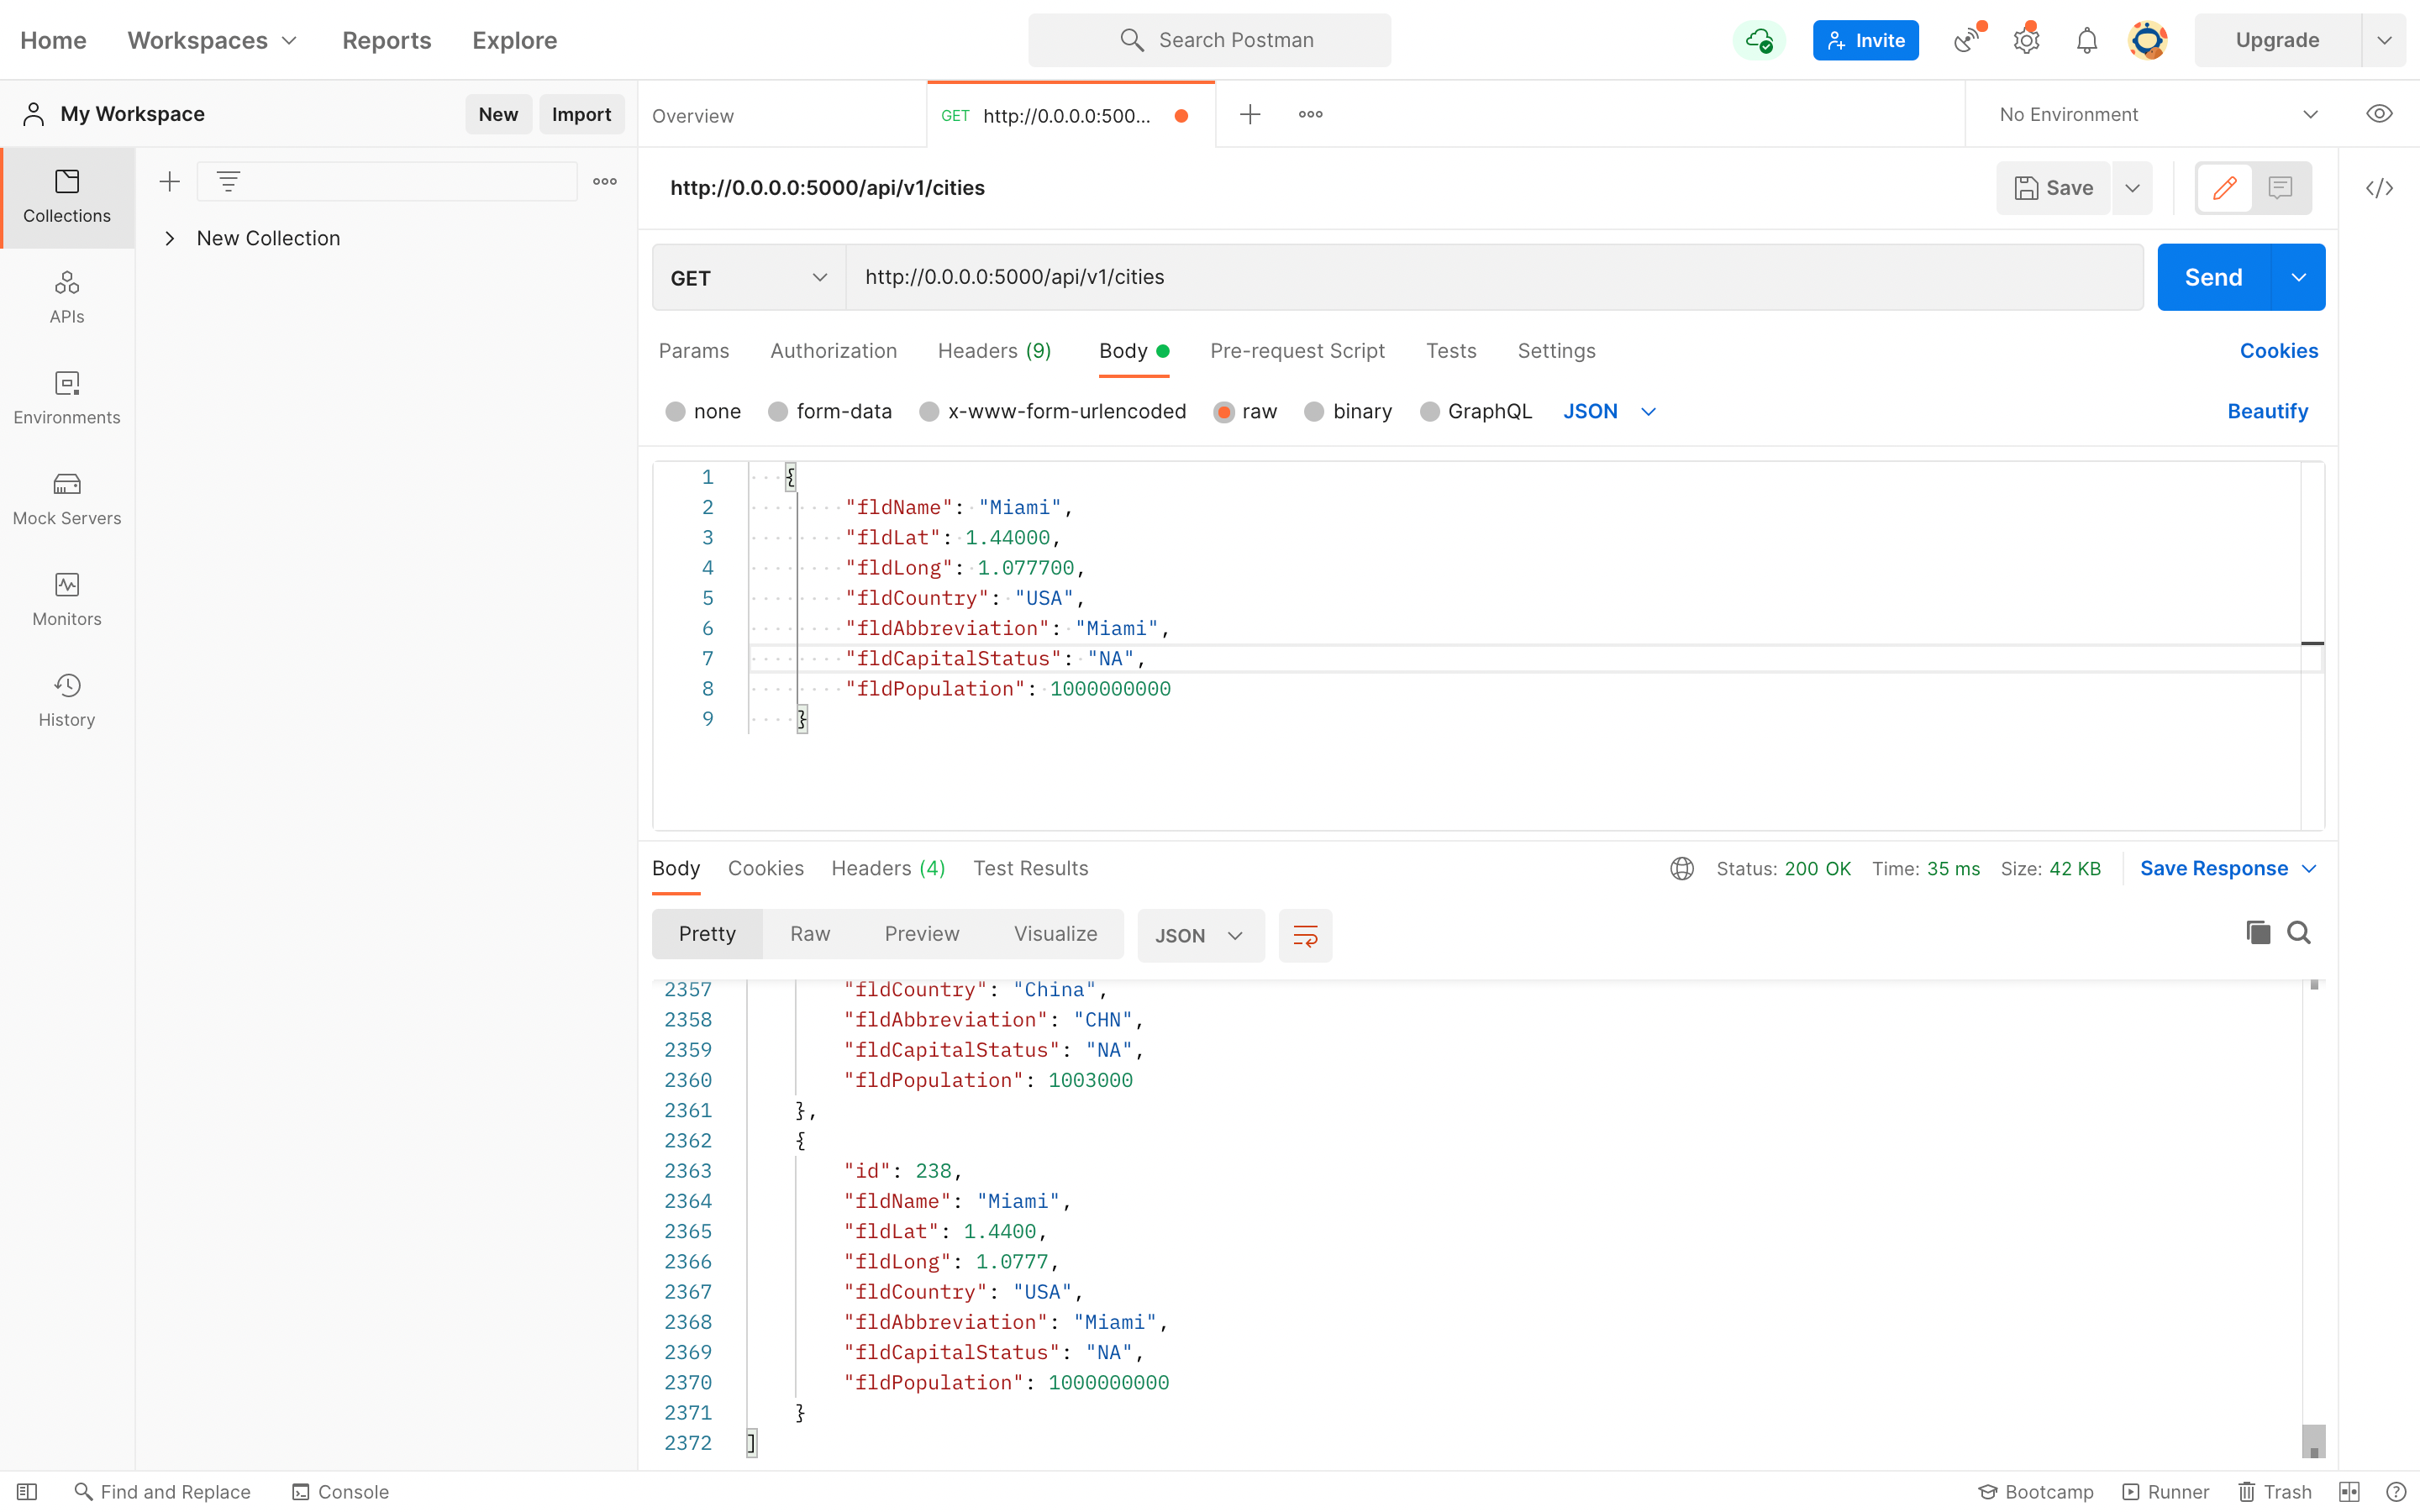 Home Workspaces Reports Explore Search Postman Invite Upgrade
My Workspace New Import Overview GET http://0.0.0.0:500... No Environment
Collections
New Collection
APIs
Environments
Mock Servers
Monitors
History
http://0.0.0.0:5000/api/v1/cities Save
GET http://0.0.0.0:5000/api/v1/cities Send
Params Authorization Headers (9) Body Pre-request Script Tests Settings Cookies
none form-data x-www-form-urlencoded raw binary GraphQL JSON Beautify
1 {
2 "fldName": "Miami",
3 "fldLat": 1.44000,
4 "fldLong": 1.077700,
5 "fldCountry": "USA",
6 "fldAbbreviation": "Miami",
7 "fldCapitalStatus": "NA",
8 "fldPopulation": 1000000000
9 }
Body Cookies Headers (4) Test Results Status: 200 OK Time: 35 ms Size: 42 KB Save Response
Pretty Raw Preview Visualize JSON
2357 "fldCountry": "China",
2358 "fldAbbreviation": "CHN",
2359 "fldCapitalStatus": "NA",
2360 "fldPopulation": 1003000
2361 },
2362 {
2363 "id": 238,
2364 "fldName": "Miami",
2365 "fldLat": 1.4400,
2366 "fldLong": 1.0777,
2367 "fldCountry": "USA",
2368 "fldAbbreviation": "Miami",
2369 "fldCapitalStatus": "NA",
2370 "fldPopulation": 1000000000
2371 }
2372 ]
Find and Replace Console Bootcamp Runner Trash